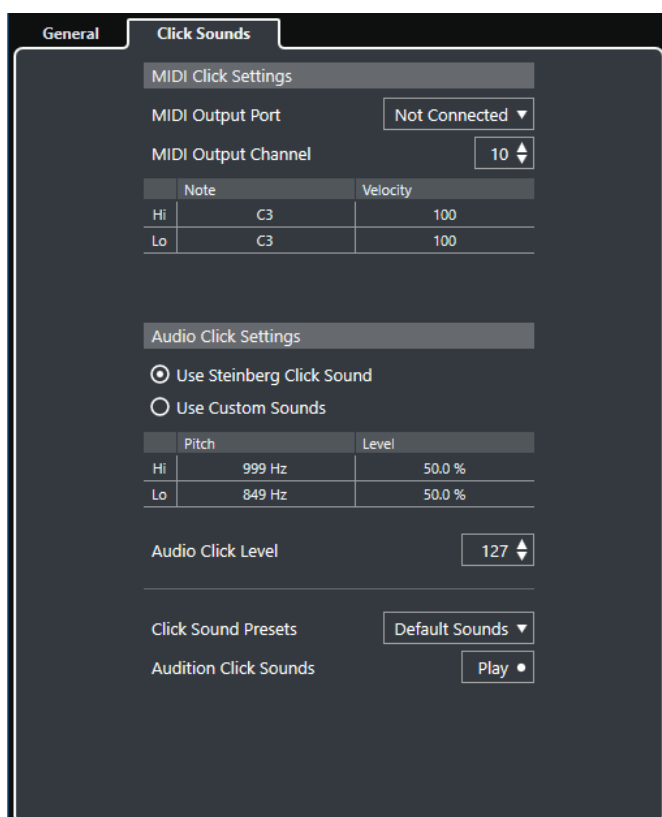 General Click Sounds
MIDI Click Settings
MIDI Output Port Not Connected
MIDI Output Channel 10
Note Velocity
Hi C3 100
Lo C3 100
Audio Click Settings
Use Steinberg Click Sound
Use Custom Sounds
Pitch Level
Hi 999 Hz 50.0 %
Lo 849 Hz 50.0 %
Audio Click Level 127
Click Sound Presets Default Sounds
Audition Click Sounds Play